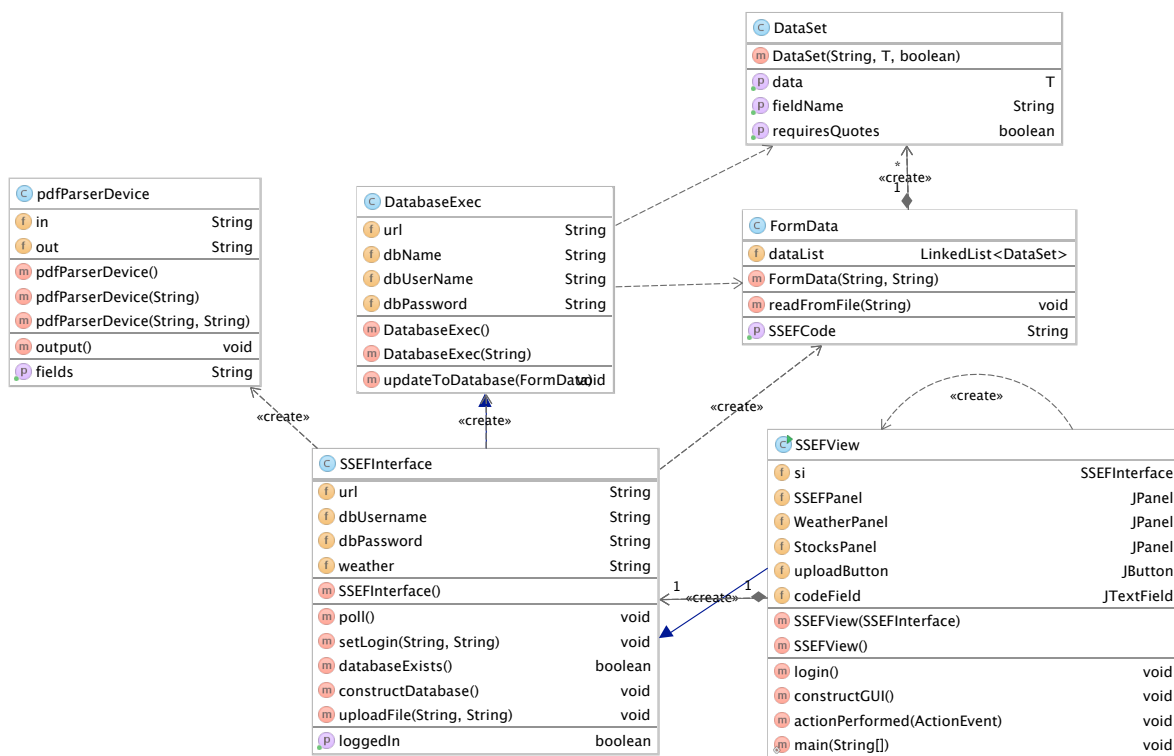 DataSet
DataSet(String, T, boolean)
data T
fieldName String
requiresQuotes boolean
*
«create»
1
pdfParserDevice
in String
out String
pdfParserDevice()
pdfParserDevice(String)
pdfParserDevice(String, String)
output() void
fields String
DatabaseExec
url String
dbName String
dbUserName String
dbPassword String
DatabaseExec()
DatabaseExec(String)
updateToDatabase(FormData) void
FormData
dataList LinkedList<DataSet>
FormData(String, String)
readFromFile(String) void
SSEFCode String
«create»
«create»
«create»
«create»
SSEFInterface
url String
dbUsername String
dbPassword String
weather String
SSEFInterface()
poll() void
setLogin(String, String) void
databaseExists() boolean
constructDatabase() void
uploadFile(String, String) void
loggedIn boolean
1 «create» 1
SSEFView
si SSEFInterface
SSEFPanel JPanel
WeatherPanel JPanel
StocksPanel JPanel
uploadButton JButton
codeField JTextField
SSEFView(SSEFInterface)
SSEFView()
login() void
constructGUI() void
actionPerformed(ActionEvent) void
main(String[]) void